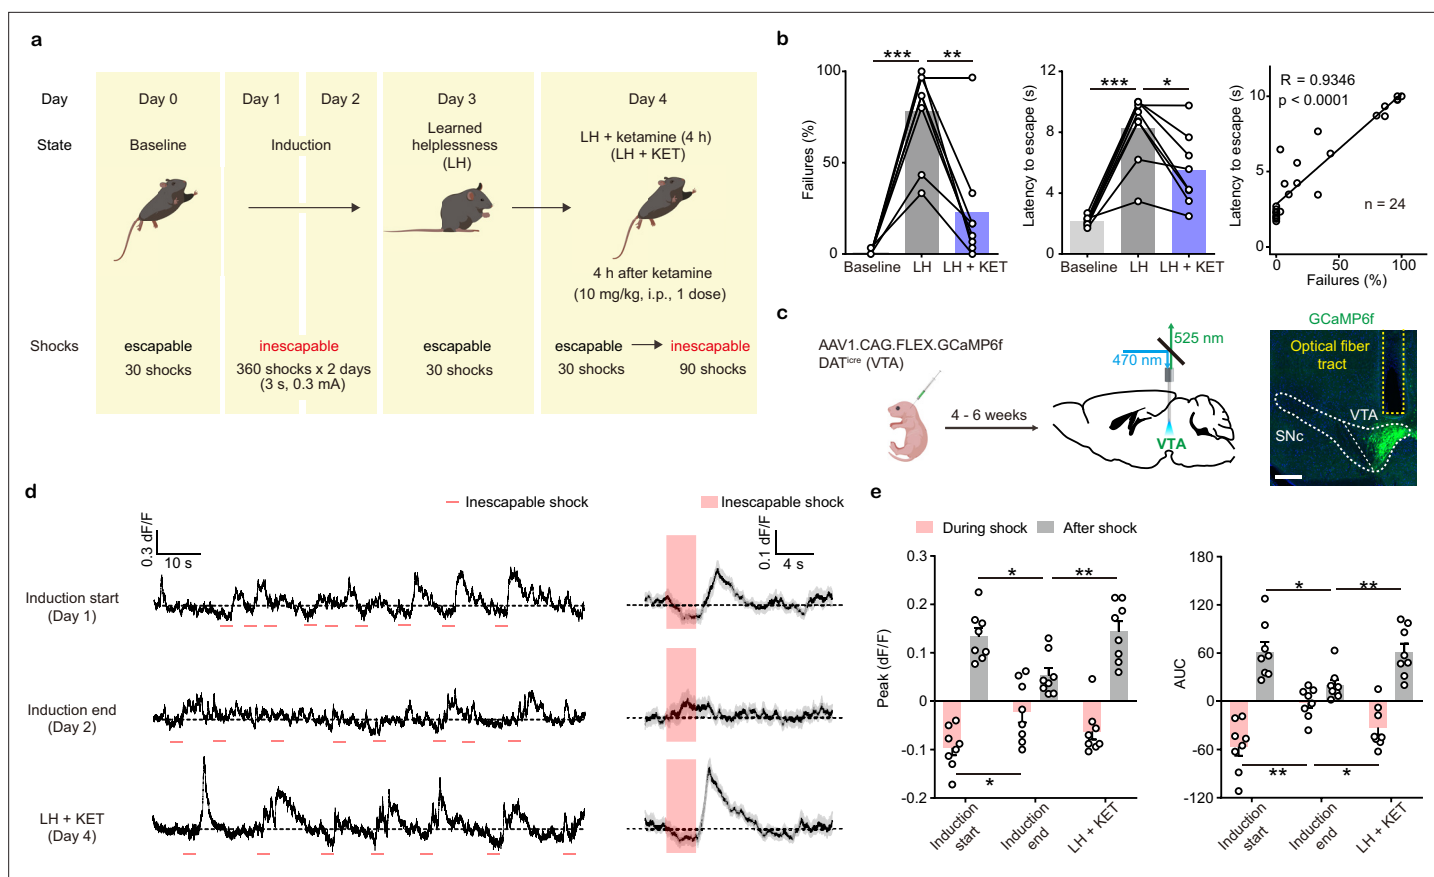 a
Day
Day 0
Day 1
Day 2
Day 3
Day 4
State
Baseline
Induction
Learned
helplessness
(LH)
LH + ketamine (4 h)
(LH + KET)
4 h after ketamine
(10 mg/kg, i.p., 1 dose)
Shocks
escapable
30 shocks
inescapable
360 shocks x 2 days
(3 s, 0.3 mA)
escapable
30 shocks
escapable
30 shocks
inescapable
90 shocks
b
*** **
100
50
0
Failures (%)
Baseline LH LH + KET
*** *
12
8
4
0
Latency to escape (s)
Baseline LH LH + KET
R = 0.9346
p < 0.0001
n = 24
10
5
0
Latency to escape (s)
0 50 100
Failures (%)
c
AAV1.CAG.FLEX.GCaMP6f
DATicre (VTA)
4 - 6 weeks
525 nm
470 nm
VTA
GCaMP6f
Optical fiber
tract
VTA
SNc
d
Inescapable shock
Inescapable shock
0.3 dF/F
10 s
0.1 dF/F
4 s
Induction start
(Day 1)
Induction end
(Day 2)
LH + KET
(Day 4)
e
During shock
After shock
* **
0.3
0.2
0.1
0
-0.1
-0.2
Peak (dF/F)
*
Induction
start
Induction
end
LH + KET
* **
180
120
60
0
-60
-120
AUC
** *
Induction
start
Induction
end
LH + KET